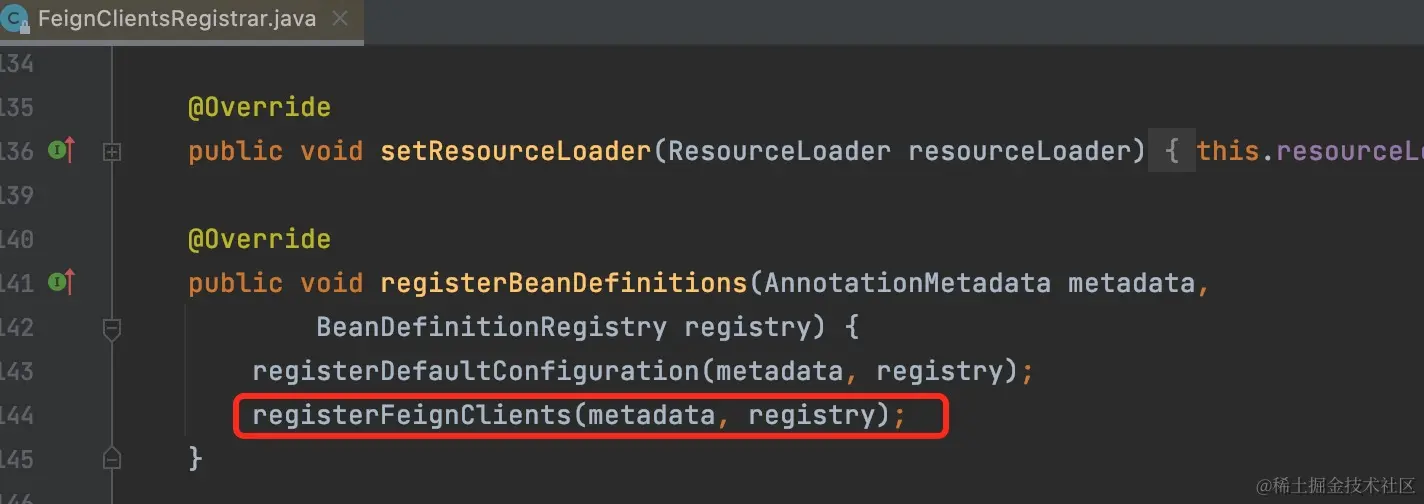 FeignClientsRegistrar.java
134
135 @Override
136 public void setResourceLoader(ResourceLoader resourceLoader) { this.resourceL
139
140 @Override
141 public void registerBeanDefinitions(AnnotationMetadata metadata,
142 BeanDefinitionRegistry registry) {
143 registerDefaultConfiguration(metadata, registry);
144 registerFeignClients(metadata, registry);
145 }
146
@稀土掘金技术社区